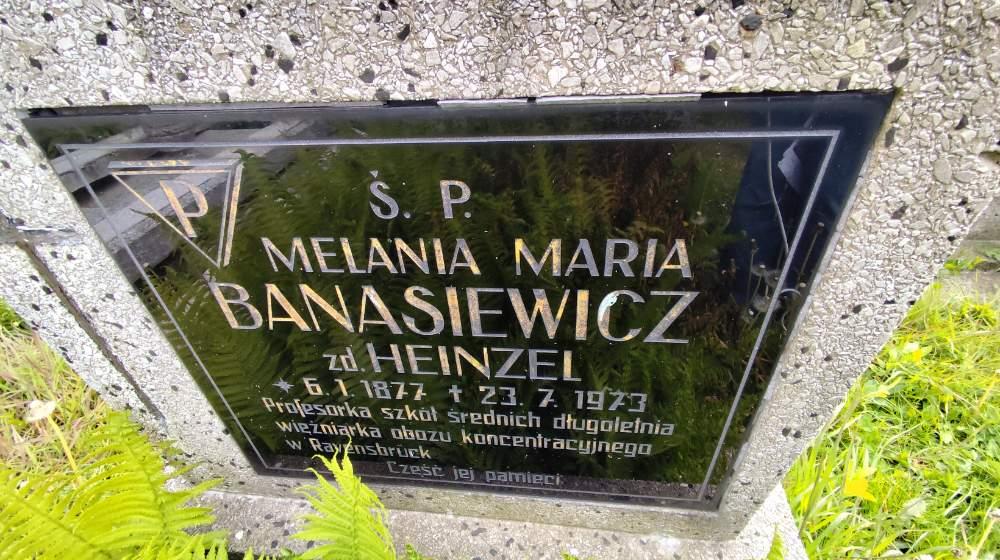 P
Ś. P.
MELANIA MARIA
BANASIEWICZ
zd. HEINZEL
* 6.1.1877 † 23.7.1973
Profesorka szkół średnich długoletnia
więźniarka obozu koncentracyjnego
w Ravensbruck
Cześć jej pamięci